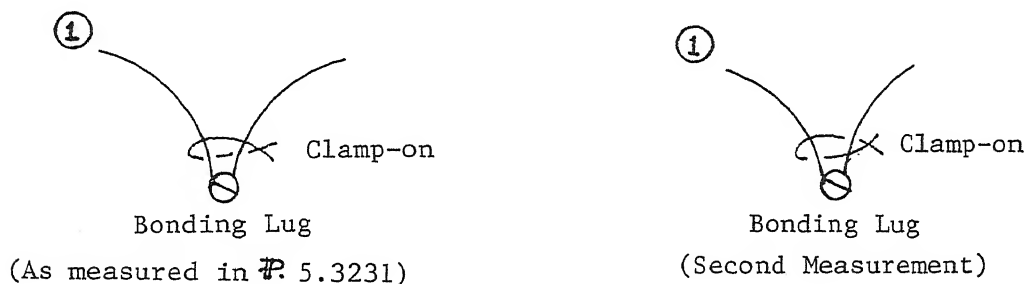 1
Clamp-on
Bonding Lug
(As measured in P. 5.3231)
1
Clamp-on
Bonding Lug
(Second Measurement)